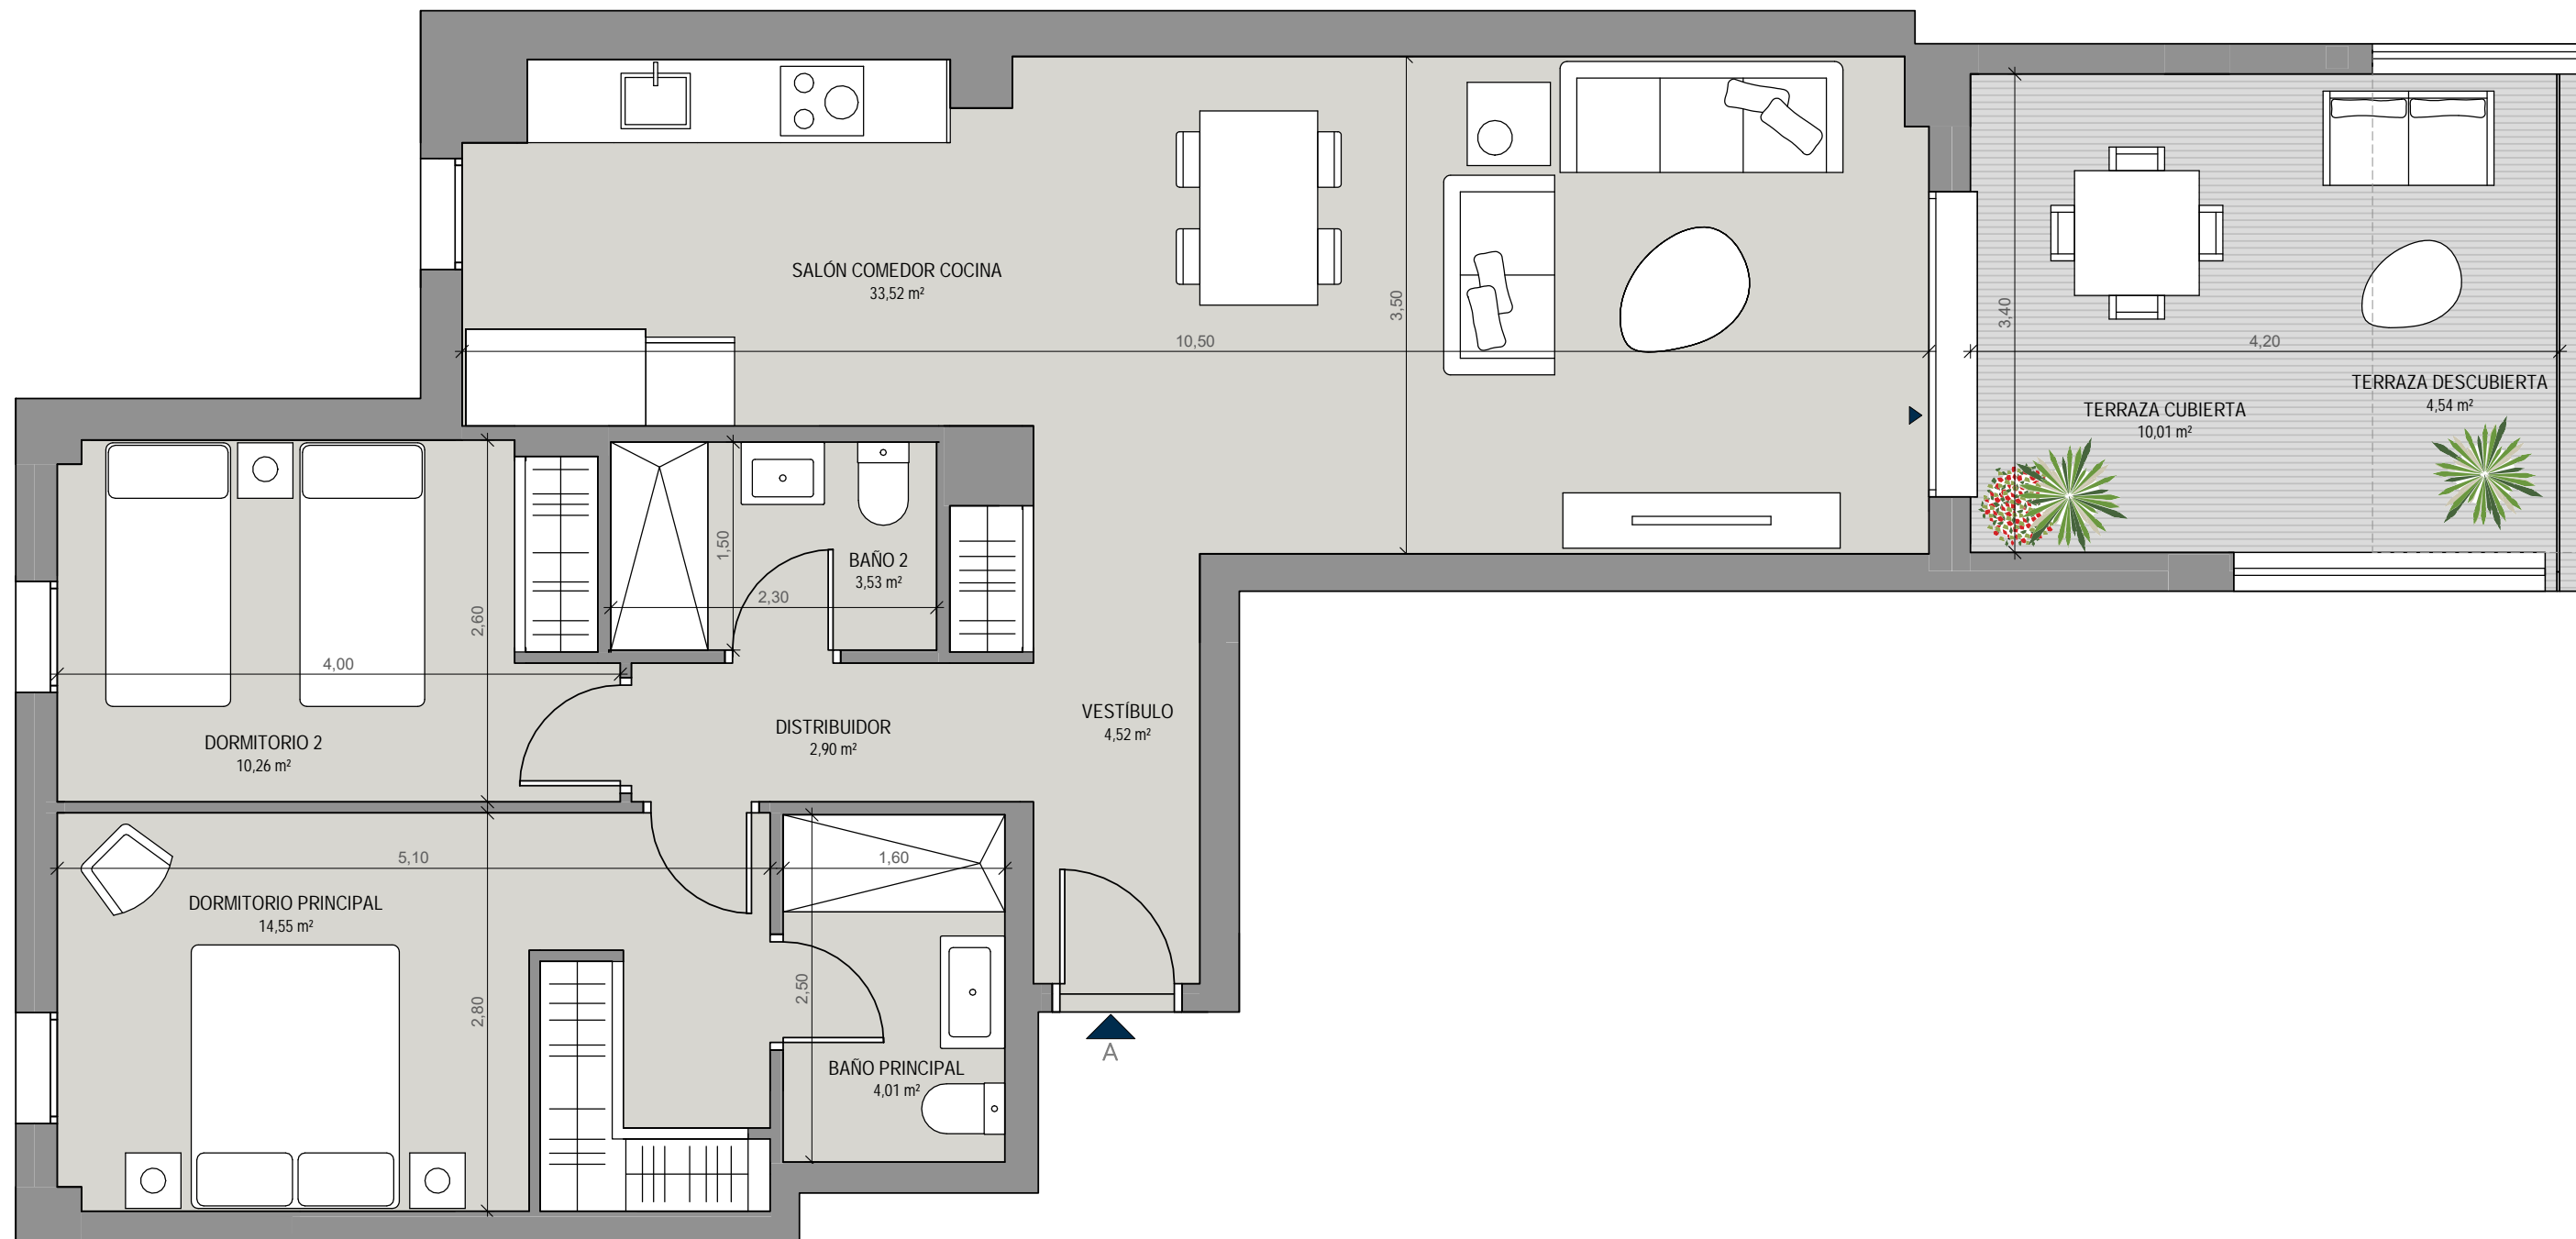 SALÓN COMEDOR COCINA
33,52 m²
3,50
10,50
3,40
4,20
TERRAZA DESCUBIERTA
4,54 m²
TERRAZA CUBIERTA
10,01 m²
1,50
BAÑO 2
3,53 m²
2,30
2,60
4,00
DORMITORIO 2
10,26 m²
DISTRIBUIDOR
2,90 m²
VESTÍBULO
4,52 m²
5,10
1,60
DORMITORIO PRINCIPAL
14,55 m²
2,80
2,50
BAÑO PRINCIPAL
4,01 m²
A